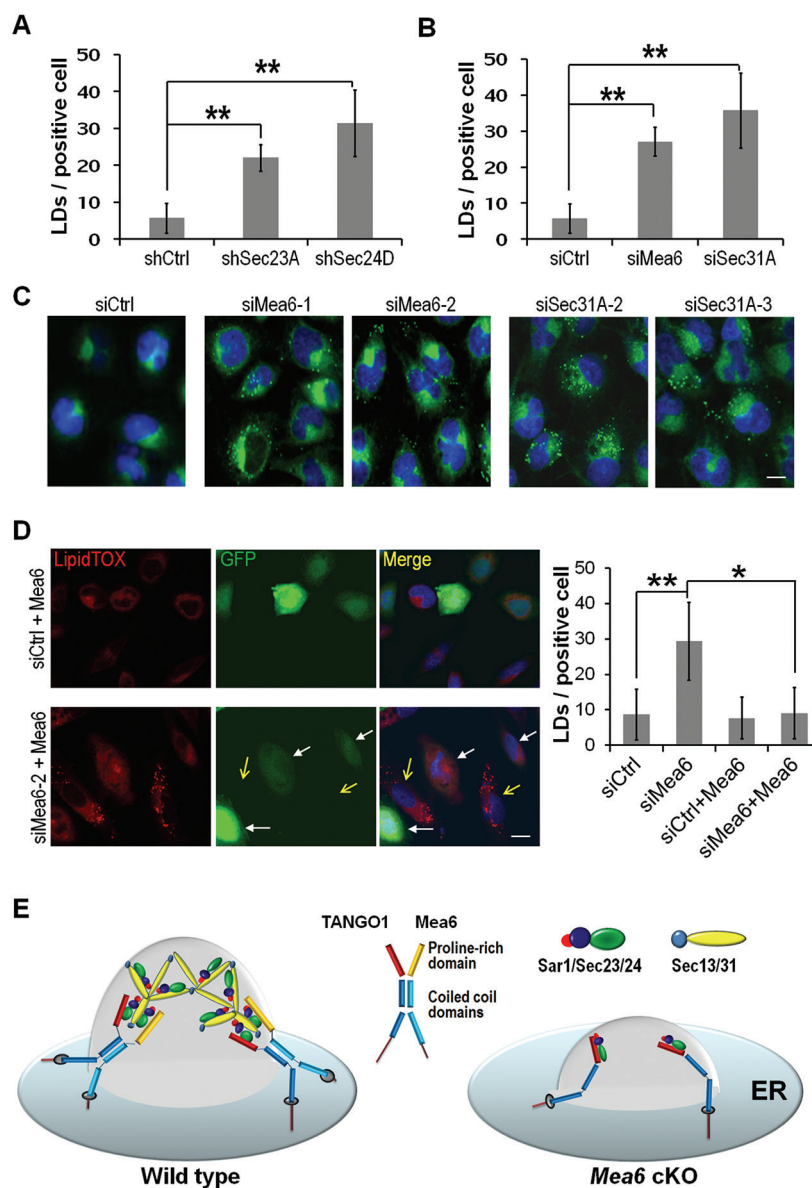 A
LDs / positive cell
50
40
30
20
10
0
**
**
shCtrl
shSec23A
shSec24D
B
LDs / positive cell
50
40
30
20
10
0
**
**
siCtrl
siMea6
siSec31A
C
siCtrl
siMea6-1
siMea6-2
siSec31A-2
siSec31A-3
D
LipidTOX
GFP
Merge
siCtrl + Mea6
siMea6-2 + Mea6
LDs / positive cell
50
40
30
20
10
0
**
*
siCtrl
siMea6
siCtrl+Mea6
siMea6+Mea6
E
TANGO1
Mea6
Proline-rich
domain
Coiled coil
domains
Sar1/Sec23/24
Sec13/31
ER
Wild type
Mea6 cKO